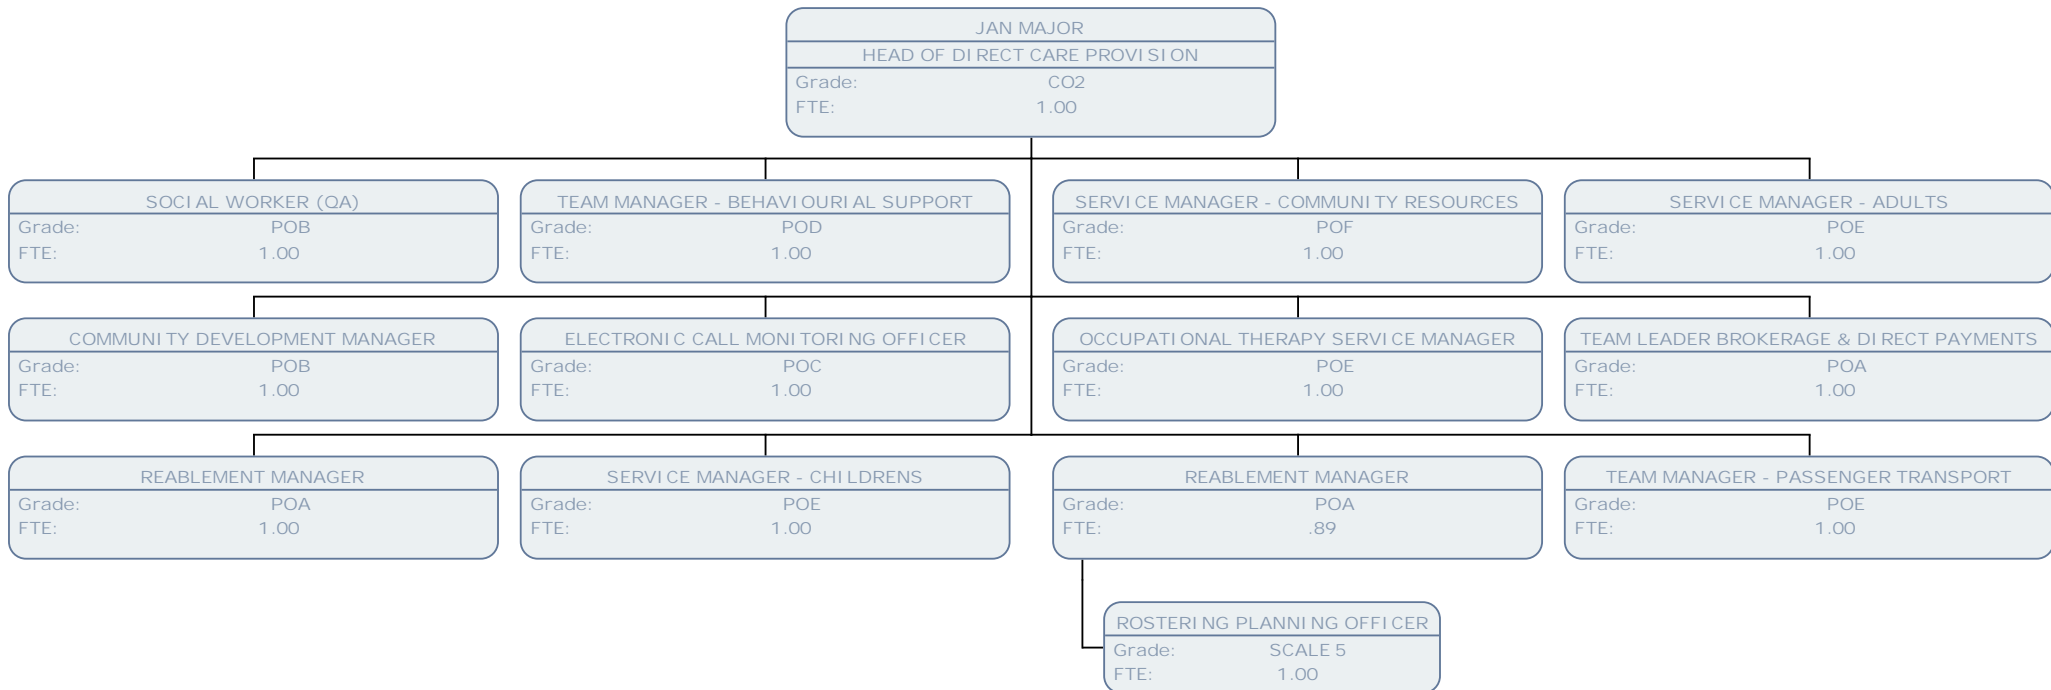 JAN MAJOR
HEAD OF DIRECT CARE PROVISION
Grade: CO2
FTE: 1.00
SOCIAL WORKER (QA)
Grade: POB
FTE: 1.00
TEAM MANAGER - BEHAVIOURIAL SUPPORT
Grade: POD
FTE: 1.00
SERVICE MANAGER - COMMUNITY RESOURCES
Grade: POF
FTE: 1.00
SERVICE MANAGER - ADULTS
Grade: POE
FTE: 1.00
COMMUNITY DEVELOPMENT MANAGER
Grade: POB
FTE: 1.00
ELECTRONIC CALL MONITORING OFFICER
Grade: POC
FTE: 1.00
OCCUPATIONAL THERAPY SERVICE MANAGER
Grade: POE
FTE: 1.00
TEAM LEADER BROKERAGE & DIRECT PAYMENTS
Grade: POA
FTE: 1.00
REABLEMENT MANAGER
Grade: POA
FTE: 1.00
SERVICE MANAGER - CHILDRENS
Grade: POE
FTE: 1.00
REABLEMENT MANAGER
Grade: POA
FTE: .89
TEAM MANAGER - PASSENGER TRANSPORT
Grade: POE
FTE: 1.00
ROSTERING PLANNING OFFICER
Grade: SCALE 5
FTE: 1.00